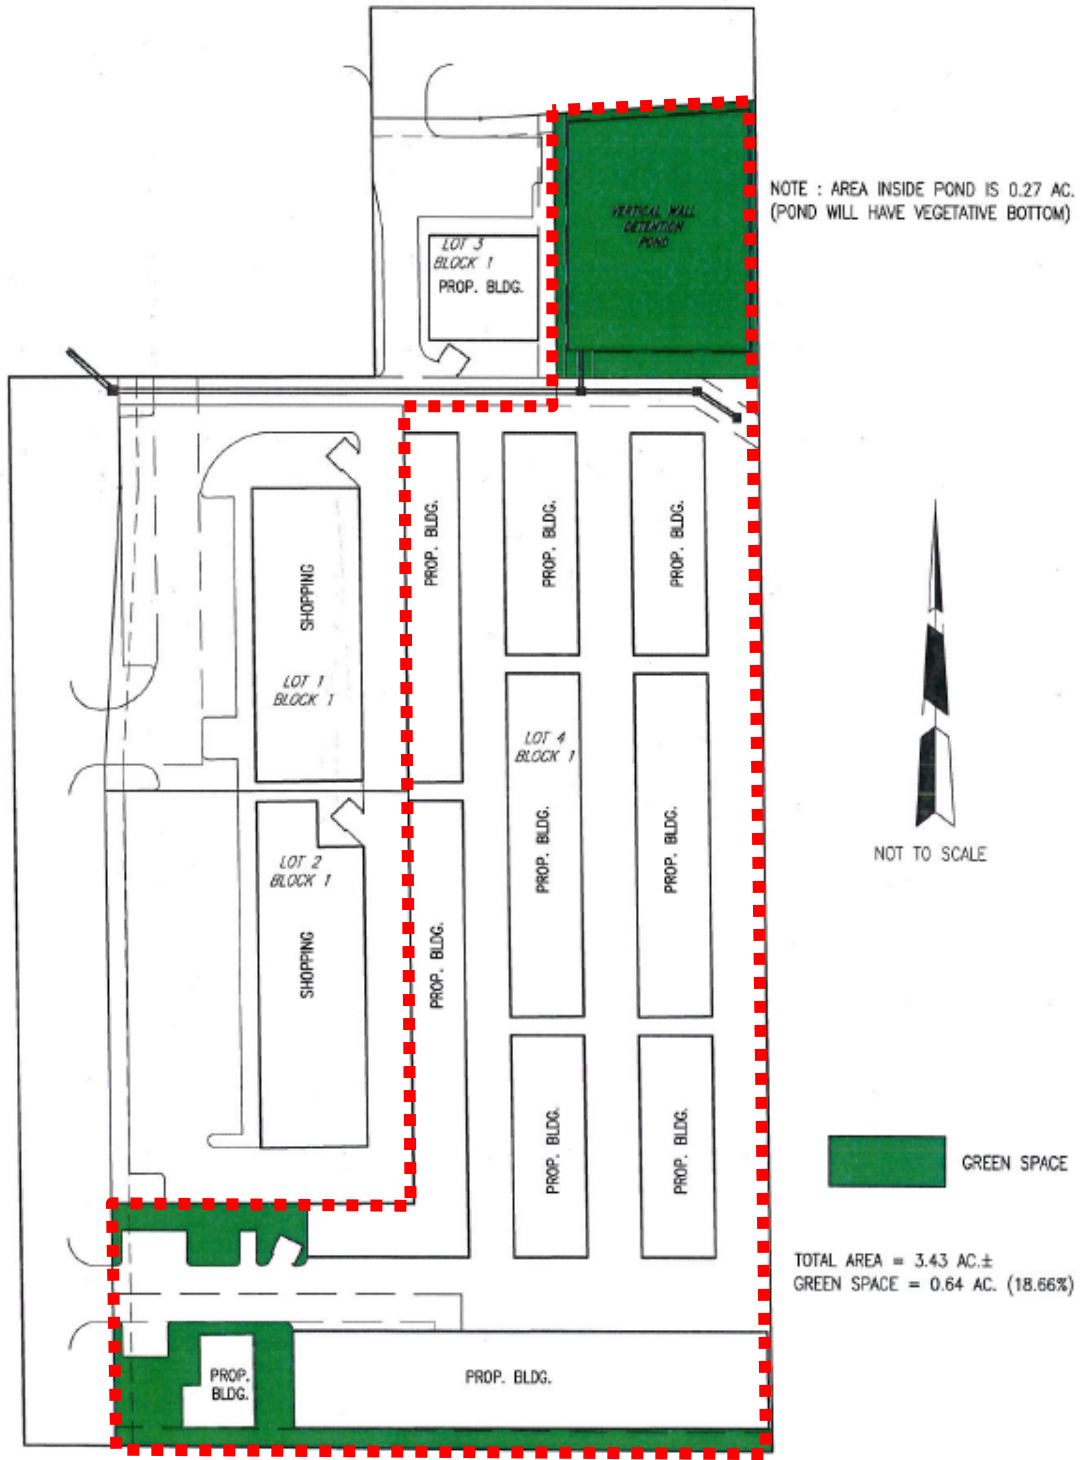 NOTE : AREA INSIDE POND IS 0.27 AC.
(POND WILL HAVE VEGETATIVE BOTTOM)
VERTICAL WALL
DETENTION
POND
LOT 3
BLOCK 1
PROP. BLDG.
PROP. BLDG.
PROP. BLDG.
PROP. BLDG.
SHOPPING
LOT 1
BLOCK 1
LOT 4
BLOCK 1
PROP. BLDG.
PROP. BLDG.
NOT TO SCALE
LOT 2
BLOCK 1
SHOPPING
PROP. BLDG.
PROP. BLDG.
PROP. BLDG.
GREEN SPACE
TOTAL AREA = 3.43 AC.±
GREEN SPACE = 0.64 AC. (18.66%)
PROP.
BLDG.
PROP. BLDG.